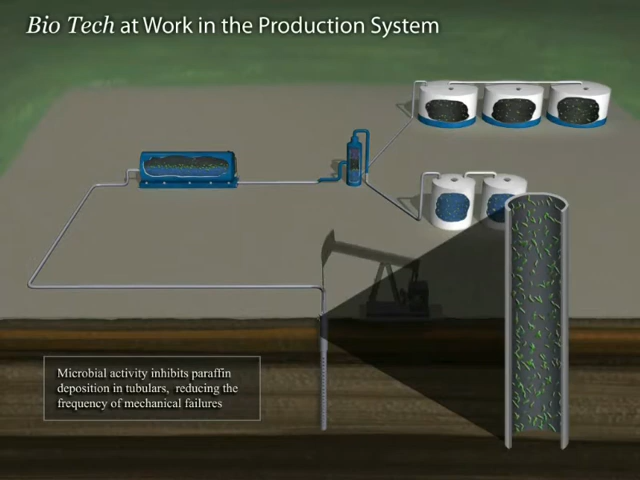 Bio Tech at Work in the Production System
Microbial activity inhibits paraffin
deposition in tubulars, reducing the
frequency of mechanical failures